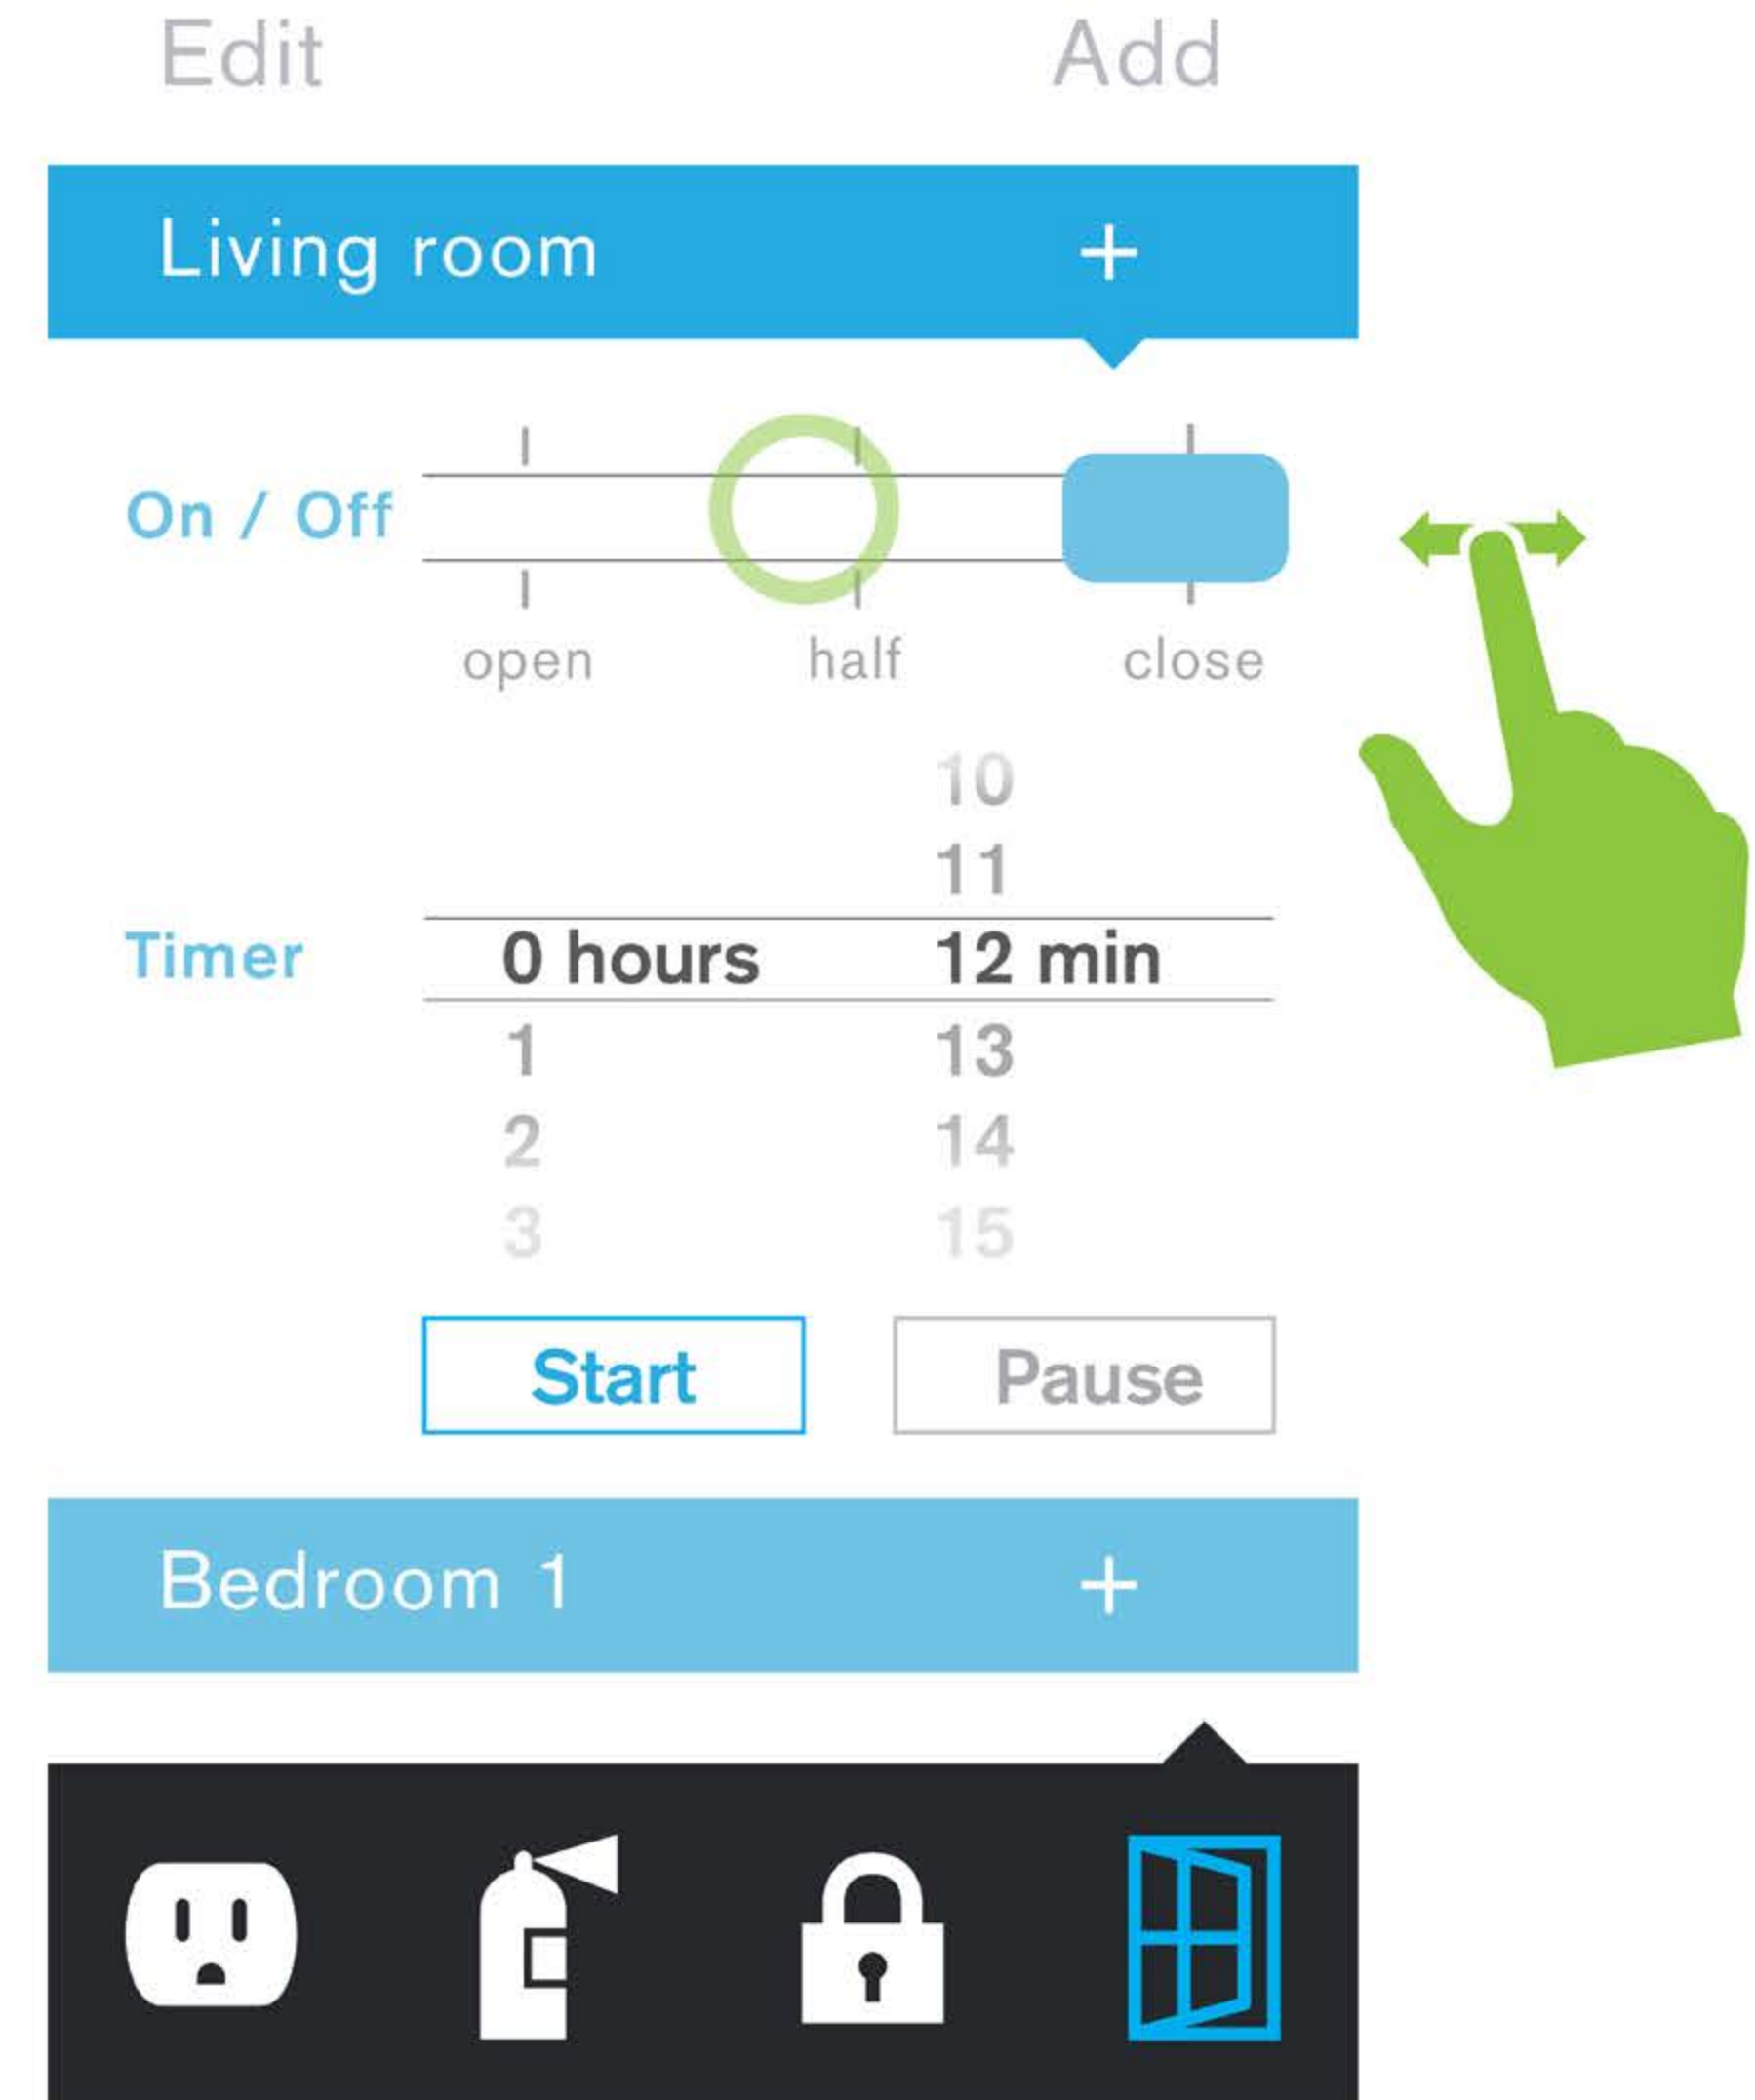 Edit Add
Living room +
On / Off
open half close
10
11
Timer 0 hours 12 min
1 13
2 14
3 15
Start Pause
Bedroom 1 +